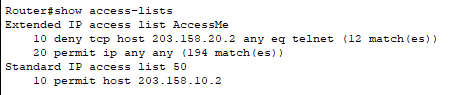 Router#show access-lists
Extended IP access list AccessMe
10 deny tcp host 203.158.20.2 any eq telnet (12 match(es))
20 permit ip any any (194 match(es))
Standard IP access list 50
10 permit host 203.158.10.2